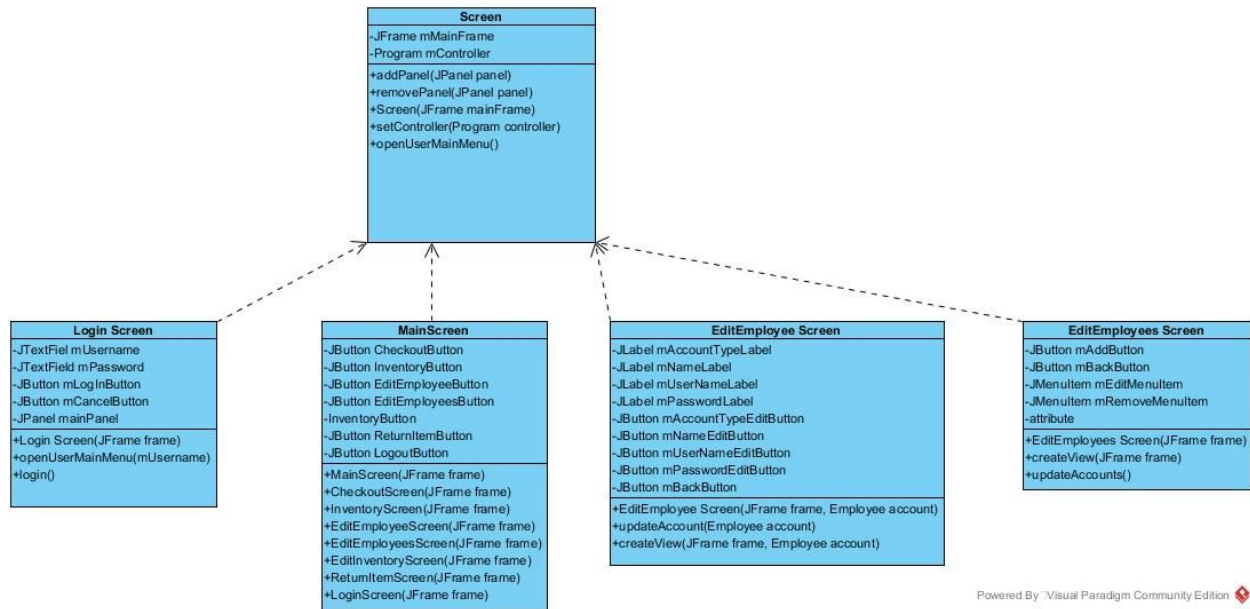 Screen
-JFrame mMainFrame
-Program mController
+addPanel(JPanel panel)
+removePanel(JPanel panel)
+Screen(JFrame mainFrame)
+setController(Program controller)
+openUserMainMenu()
Login Screen
-JTextFiel mUsername
-JTextField mPassword
-JButton mLogInButton
-JButton mCancelButton
-JPanel mainPanel
+Login Screen(JFrame frame)
+openUserMainMenu(mUsername)
+login()
MainScreen
-JButton CheckoutButton
-JButton InventoryButton
-JButton EditEmployeeButton
-JButton EditEmployeesButton
-InventoryButton
-JButton ReturnItemButton
-JButton LogoutButton
+MainScreen(JFrame frame)
+CheckoutScreen(JFrame frame)
+InventoryScreen(JFrame frame)
+EditEmployeeScreen(JFrame frame)
+EditEmployeesScreen(JFrame frame)
+EditInventoryScreen(JFrame frame)
+ReturnItemScreen(JFrame frame)
+LoginScreen(JFrame frame)
EditEmployee Screen
-JLabel mAccountTypeLabel
-JLabel mNameLabel
-JLabel mUserNameLabel
-JLabel mPasswordLabel
-JButton mAccountTypeEditButton
-JButton mNameEditButton
-JButton mUserNameEditButton
-JButton mPasswordEditButton
-JButton mBackButton
+EditEmployee Screen(JFrame frame, Employee account)
+updateAccount(Employee account)
+createView(JFrame frame, Employee account)
EditEmployees Screen
-JButton mAddButton
-JButton mBackButton
-JMenuItem mEditMenuItem
-JMenuItem mRemoveMenuItem
-attribute
+EditEmployees Screen(JFrame frame)
+createView(JFrame frame)
+updateAccounts()
Powered By Visual Paradigm Community Edition